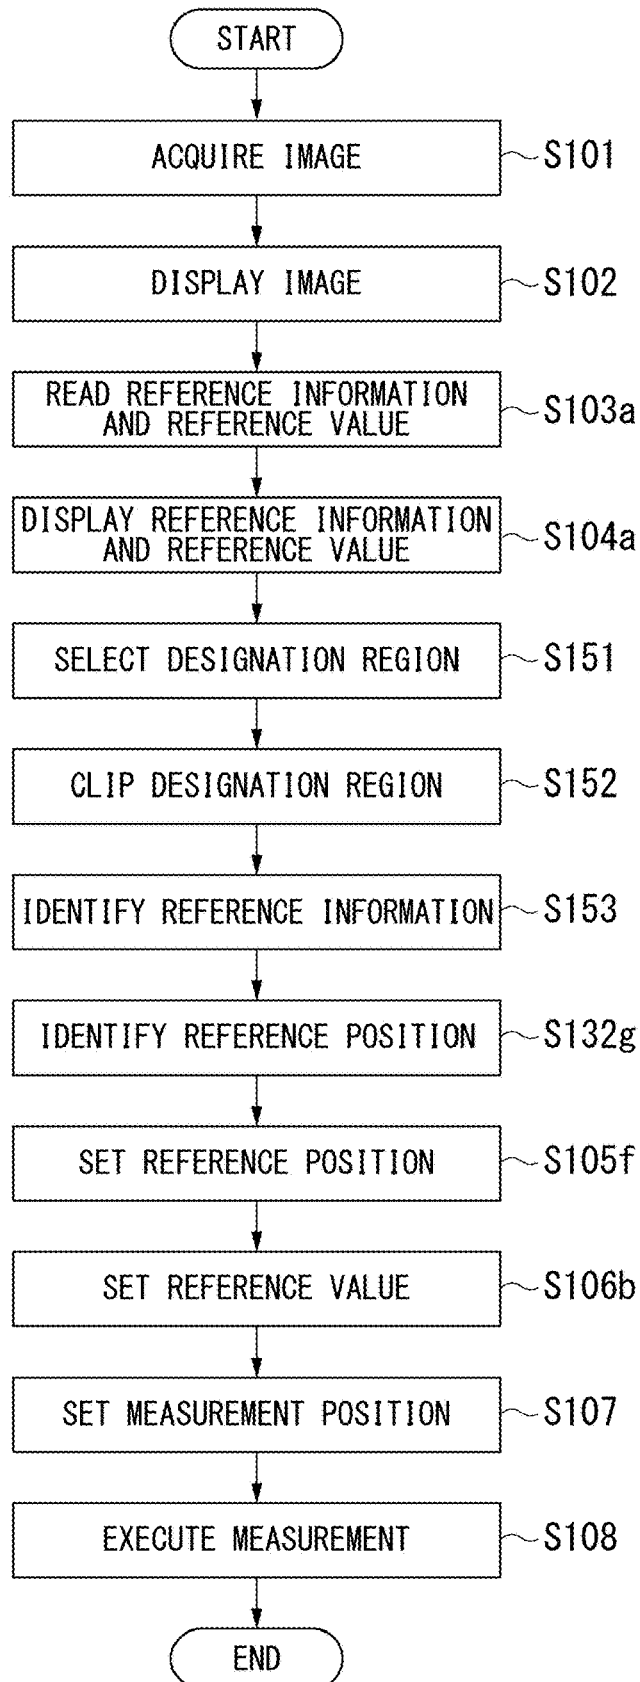 START
ACQUIRE IMAGE
S101
DISPLAY IMAGE
S102
READ REFERENCE INFORMATION
AND REFERENCE VALUE
S103a
DISPLAY REFERENCE INFORMATION
AND REFERENCE VALUE
S104a
SELECT DESIGNATION REGION
S151
CLIP DESIGNATION REGION
S152
IDENTIFY REFERENCE INFORMATION
S153
IDENTIFY REFERENCE POSITION
S132g
SET REFERENCE POSITION
S105f
SET REFERENCE VALUE
S106b
SET MEASUREMENT POSITION
S107
EXECUTE MEASUREMENT
S108
END